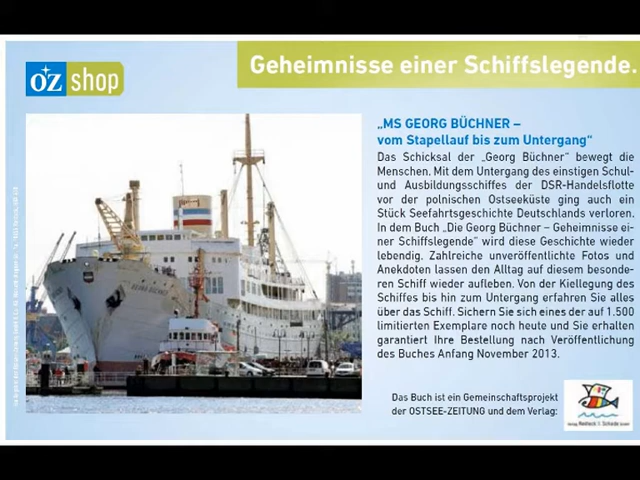 OZ shop
Geheimnisse einer Schiffslegende.
„MS GEORG BÜCHNER –
vom Stapellauf bis zum Untergang"
Das Schicksal der „Georg Büchner" bewegt die
Menschen. Mit dem Untergang des einstigen Schul-
und Ausbildungsschiffes der DSR-Handelsflotte
vor der polnischen Ostseeküste ging auch ein
Stück Seefahrtsgeschichte Deutschlands verloren.
In dem Buch „Die Georg Büchner – Geheimnisse ei-
ner Schiffslegende" wird diese Geschichte wieder
lebendig. Zahlreiche unveröffentlichte Fotos und
Anekdoten lassen den Alltag auf diesem besonde-
ren Schiff wieder aufleben. Von der Kiellegung des
Schiffes bis hin zum Untergang erfahren Sie alles
über das Schiff. Sichern Sie sich eines der auf 1.500
limitierten Exemplare noch heute und Sie erhalten
garantiert Ihre Bestellung nach Veröffentlichung
des Buches Anfang November 2013.
Das Buch ist ein Gemeinschaftsprojekt
der OSTSEE-ZEITUNG und dem Verlag: